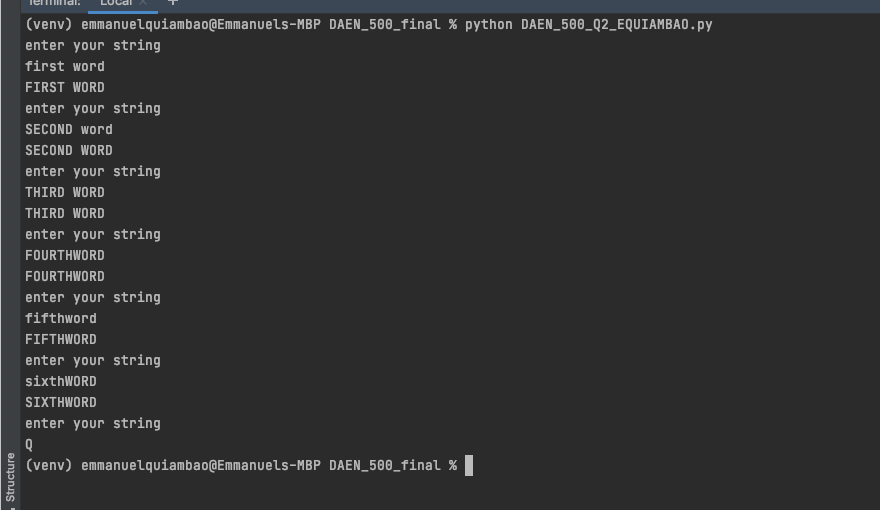 Terminal: Local × +
(venv) emmanuelquiambao@Emmanuels-MBP DAEN_500_final % python DAEN_500_Q2_EQUIAMBAO.py
enter your string
first word
FIRST WORD
enter your string
SECOND word
SECOND WORD
enter your string
THIRD WORD
THIRD WORD
enter your string
FOURTHWORD
FOURTHWORD
enter your string
fifthword
FIFTHWORD
enter your string
sixthWORD
SIXTHWORD
enter your string
Q
(venv) emmanuelquiambao@Emmanuels-MBP DAEN_500_final %
Structure